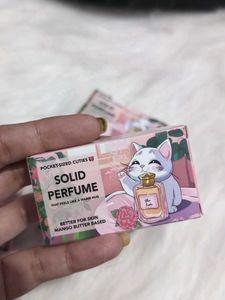 POCKET-SIZED CUTIES
SOLID
PERFUME
THAT FEELS LIKE A WARM HUG
BETTER FOR SKIN
MANGO BUTTER BASED